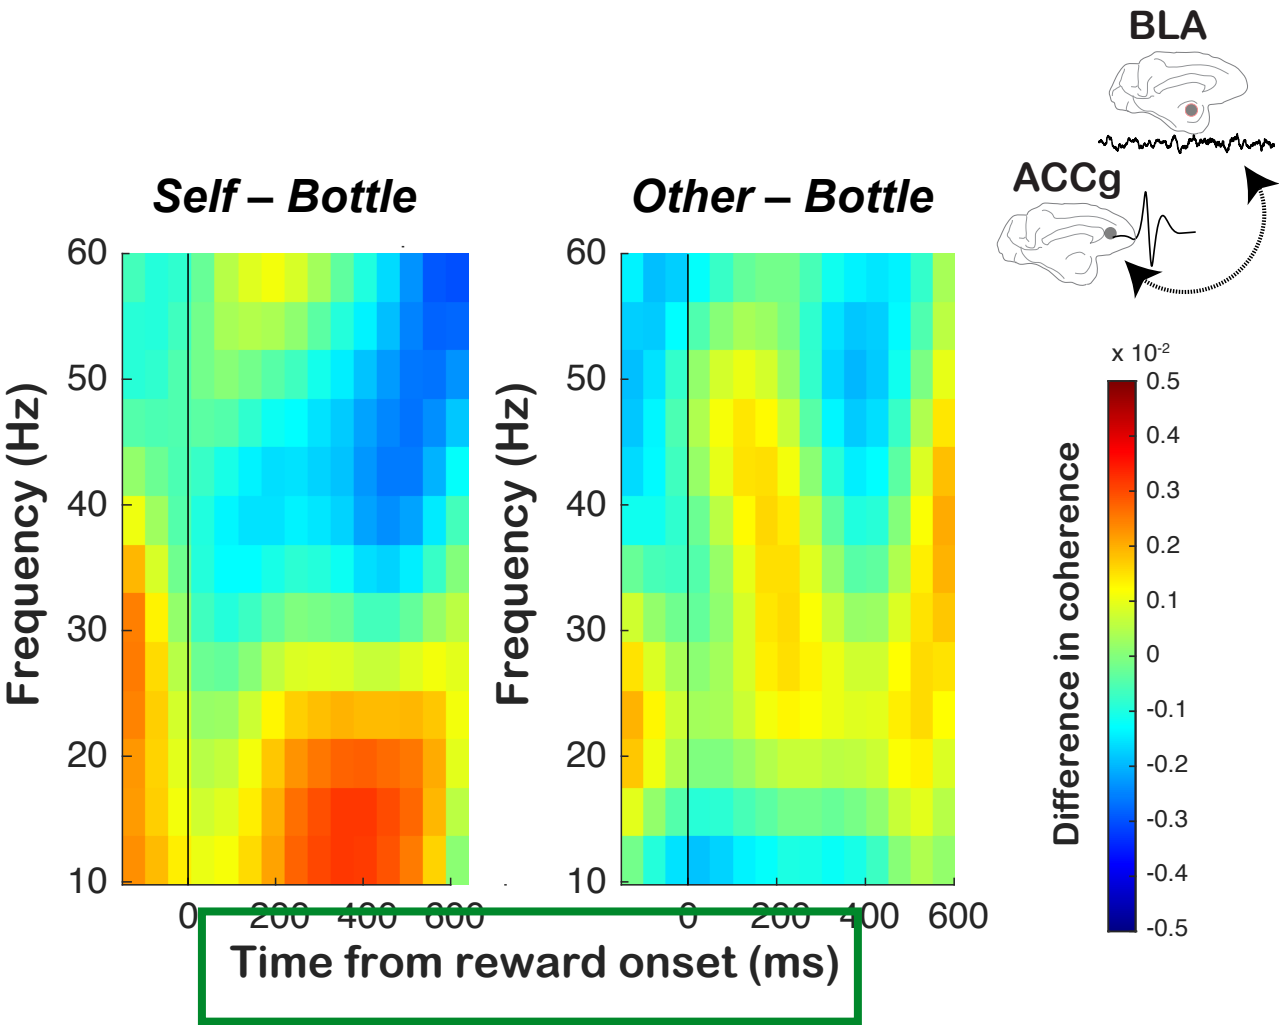 BLA
ACCg
Self – Bottle
Other – Bottle
Frequency (Hz)
60
50
40
30
20
10
0 200 400 600
Frequency (Hz)
60
50
40
30
20
10
0 200 400 600
Time from reward onset (ms)
Difference in coherence
x 10-2
0.5
0.4
0.3
0.2
0.1
0
-0.1
-0.2
-0.3
-0.4
-0.5